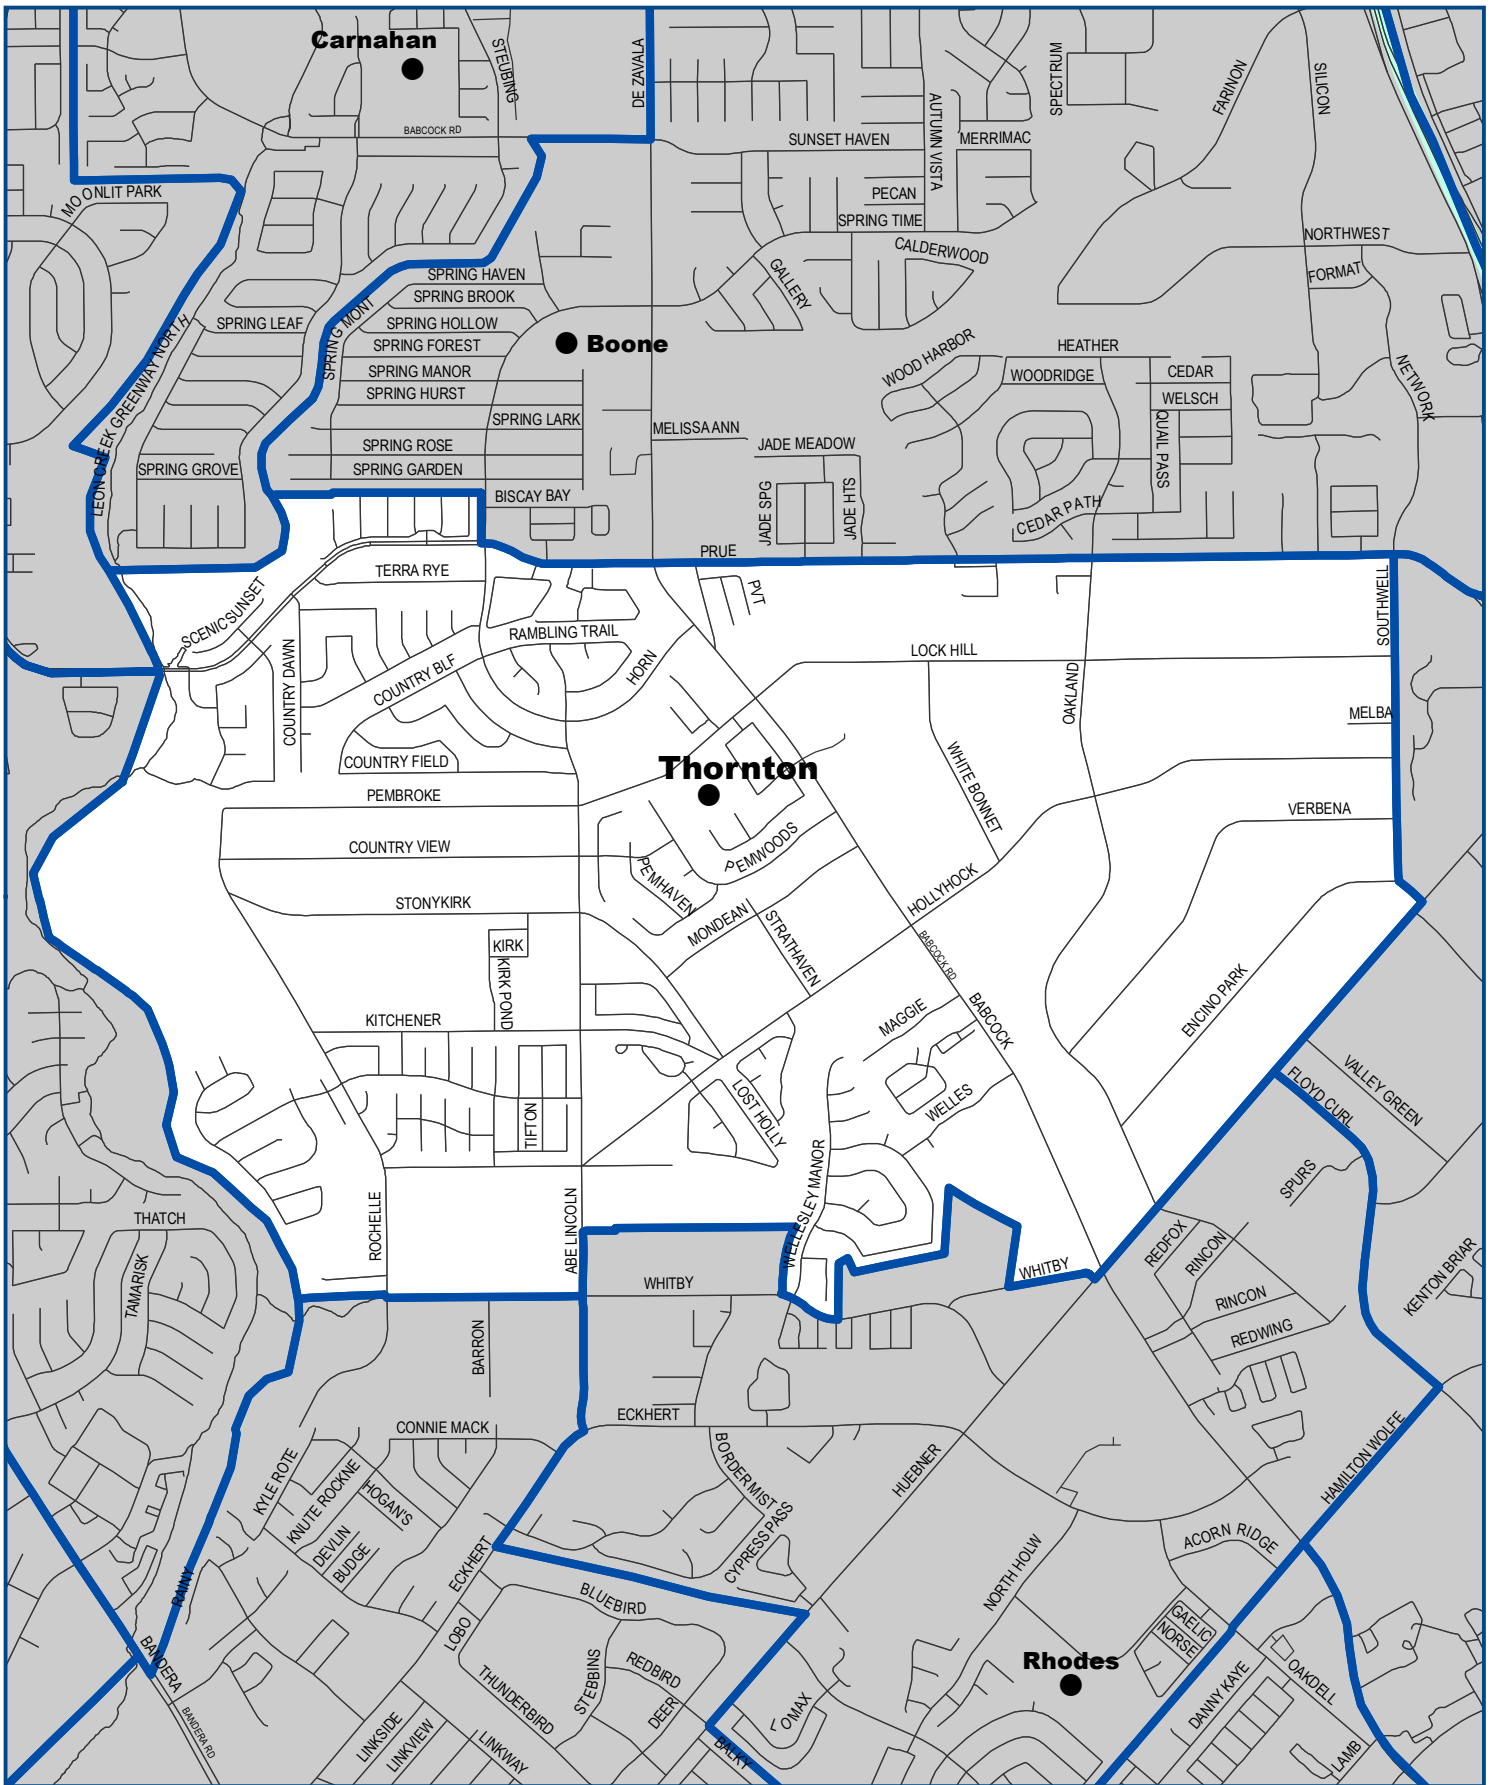 Carnahan
STEUBING
DE ZAVALA
BABCOCK RD
SPECTRUM
FARINON
SILICON
AUTUMN VISTA
SUNSET HAVEN
MERRIMAC
MOONLIT PARK
PECAN
SPRING TIME
CALDERWOOD
NORTHWEST
FORMAT
GALLERY
SPRING HAVEN
SPRING BROOK
SPRING MONT
SPRING LEAF
SPRING HOLLOW
Boone
SPRING FOREST
LEON CREEK GREENWAY NORTH
WOOD HARBOR
HEATHER
WOODRIDGE
CEDAR
NETWORK
SPRING MANOR
SPRING HURST
WELSCH
SPRING LARK
MELISSA ANN
QUAIL PASS
SPRING ROSE
JADE MEADOW
SPRING GROVE
SPRING GARDEN
BISCAY BAY
JADE SPG
JADE HTS
CEDAR PATH
PRUE
TERRA RYE
PVT
SOUTHWELL
SCENIC SUNSET
RAMBLING TRAIL
LOCK HILL
COUNTRY DAWN
COUNTRY BLF
HORN
OAKLAND
MELBA
COUNTRY FIELD
Thornton
WHITE BONNET
PEMBROKE
VERBENA
COUNTRY VIEW
PEMWOODS
PEMHAVEN
HOLLYHOCK
STONYKIRK
MONDEAN
STRATHAVEN
KIRK
BABCOCK RD
KIRK POND
ENCINO PARK
KITCHENER
MAGGIE
BABCOCK
LOST HOLLY
WELLES
VALLEY GREEN
FLOYD CURL
TIFTON
WELLESLEY MANOR
SPURS
THATCH
ROCHELLE
ABE LINCOLN
REDFOX
RINCON
TAMARISK
WHITBY
WHITBY
KENTON BRIAR
RINCON
REDWING
BARRON
ECKHERT
CONNIE MACK
HAMILTON WOLFE
KYLE ROTE
KNUTE ROCKNE
HOGAN'S
BORDER MIST
HUEBNER
DEVLIN
BUDGE
CYPRESS PASS
ACORN RIDGE
ECKHERT
NORTH HOLW
RAINY
BLUEBIRD
LOBO
GAELIC
NORSE
BANDERA
THUNDERBIRD
STEBBINS
REDBIRD
Rhodes
DEER
OAKDELL
DANNY KAYE
BANDERA RD
LINKSIDE
LINKVIEW
LINKWAY
LOMAX
BALKY
LAMB